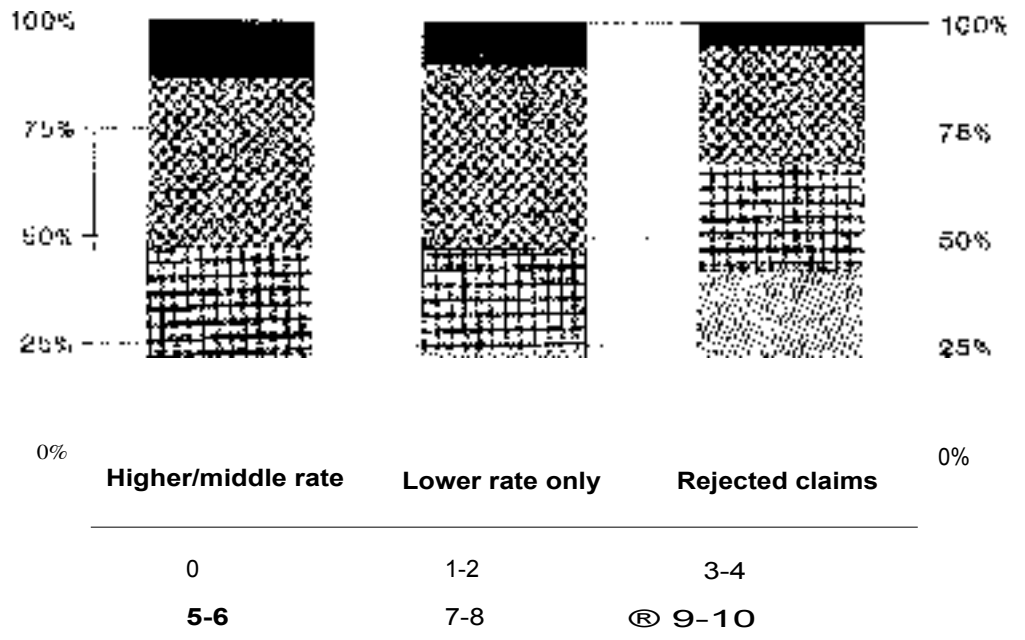 100% 100%
75% 78%
50% 50%
25% 25%
0% 0%
Higher/middle rate Lower rate only Rejected claims
0 1-2 3-4
5-6 7-8 ® 9-10